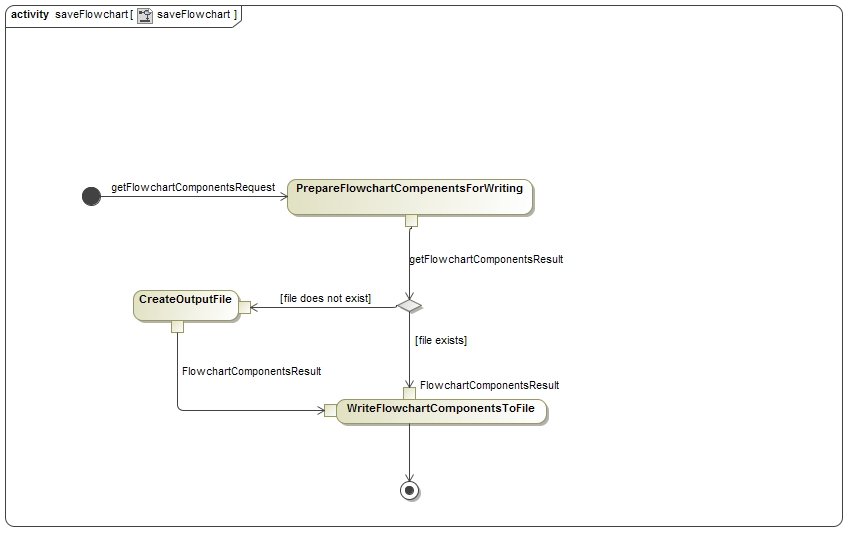 activity saveFlowchart[ saveFlowchart ]
getFlowchartComponentsRequest
PrepareFlowchartCompenentsForWriting
getFlowchartComponentsResult
CreateOutputFile
[file does not exist]
[file exists]
FlowchartComponentsResult
FlowchartComponentsResult
WriteFlowchartComponentsToFile